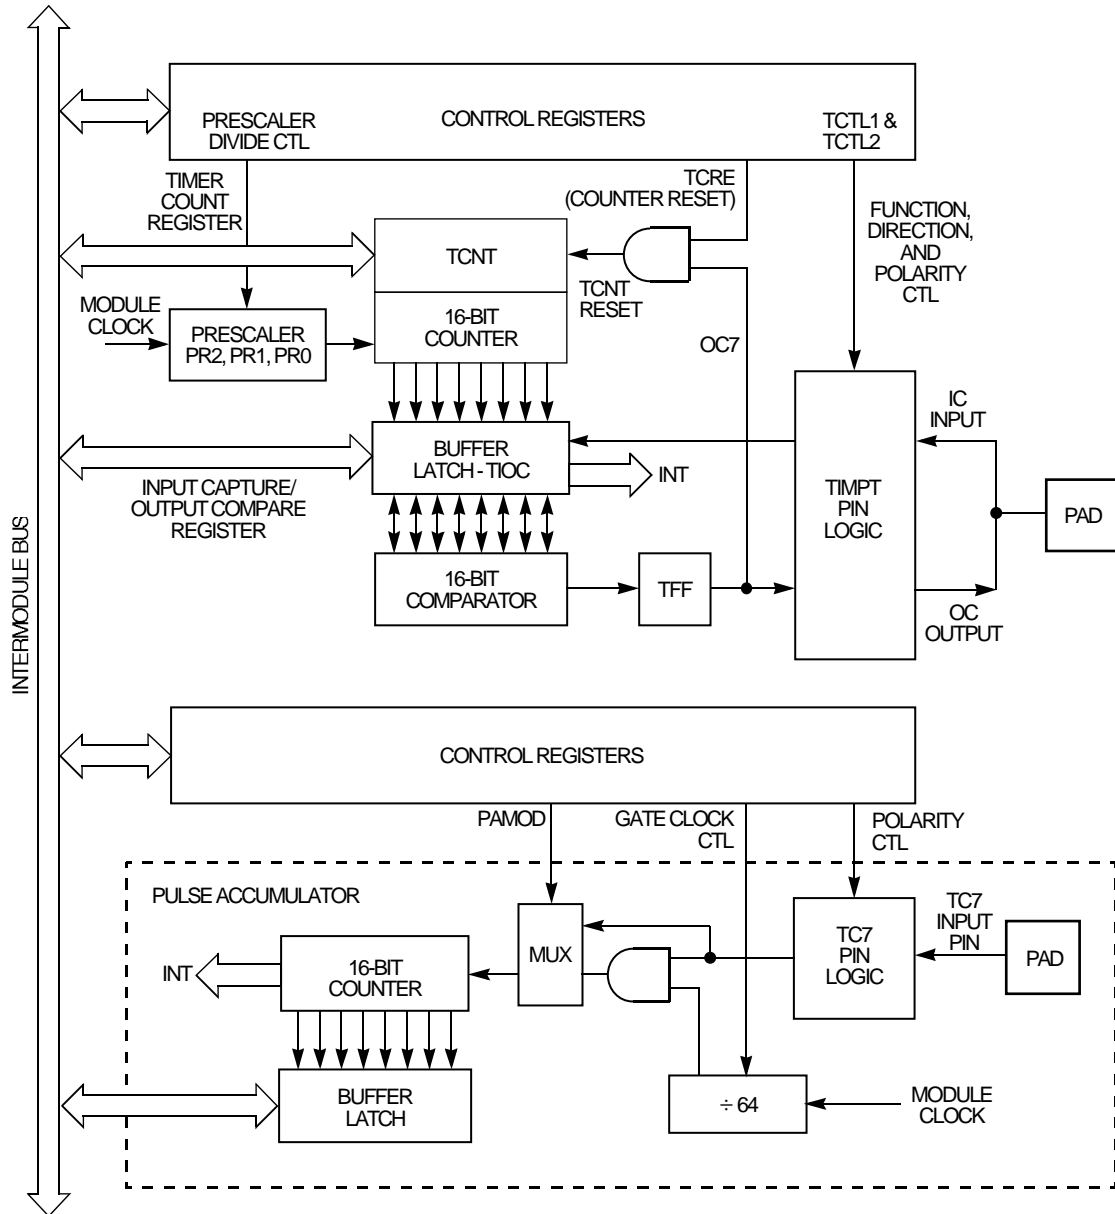 CONTROL REGISTERS
PRESCALER
DIVIDE CTL
TCTL1 &
TCTL2
TIMER
COUNT
REGISTER
TCRE
(COUNTER RESET)
FUNCTION,
DIRECTION,
AND
POLARITY
CTL
TCNT
TCNT
RESET
MODULE
CLOCK
PRESCALER
PR2, PR1, PR0
16-BIT
COUNTER
OC7
IC
INPUT
BUFFER
LATCH - TIOC
INT
INPUT CAPTURE/
OUTPUT COMPARE
REGISTER
TIMPT
PIN
LOGIC
PAD
16-BIT
COMPARATOR
TFF
OC
OUTPUT
INTERMODULE BUS
CONTROL REGISTERS
PAMOD
GATE CLOCK
CTL
POLARITY
CTL
PULSE ACCUMULATOR
TC7
INPUT
PIN
INT
16-BIT
COUNTER
MUX
TC7
PIN
LOGIC
PAD
BUFFER
LATCH
÷ 64
MODULE
CLOCK